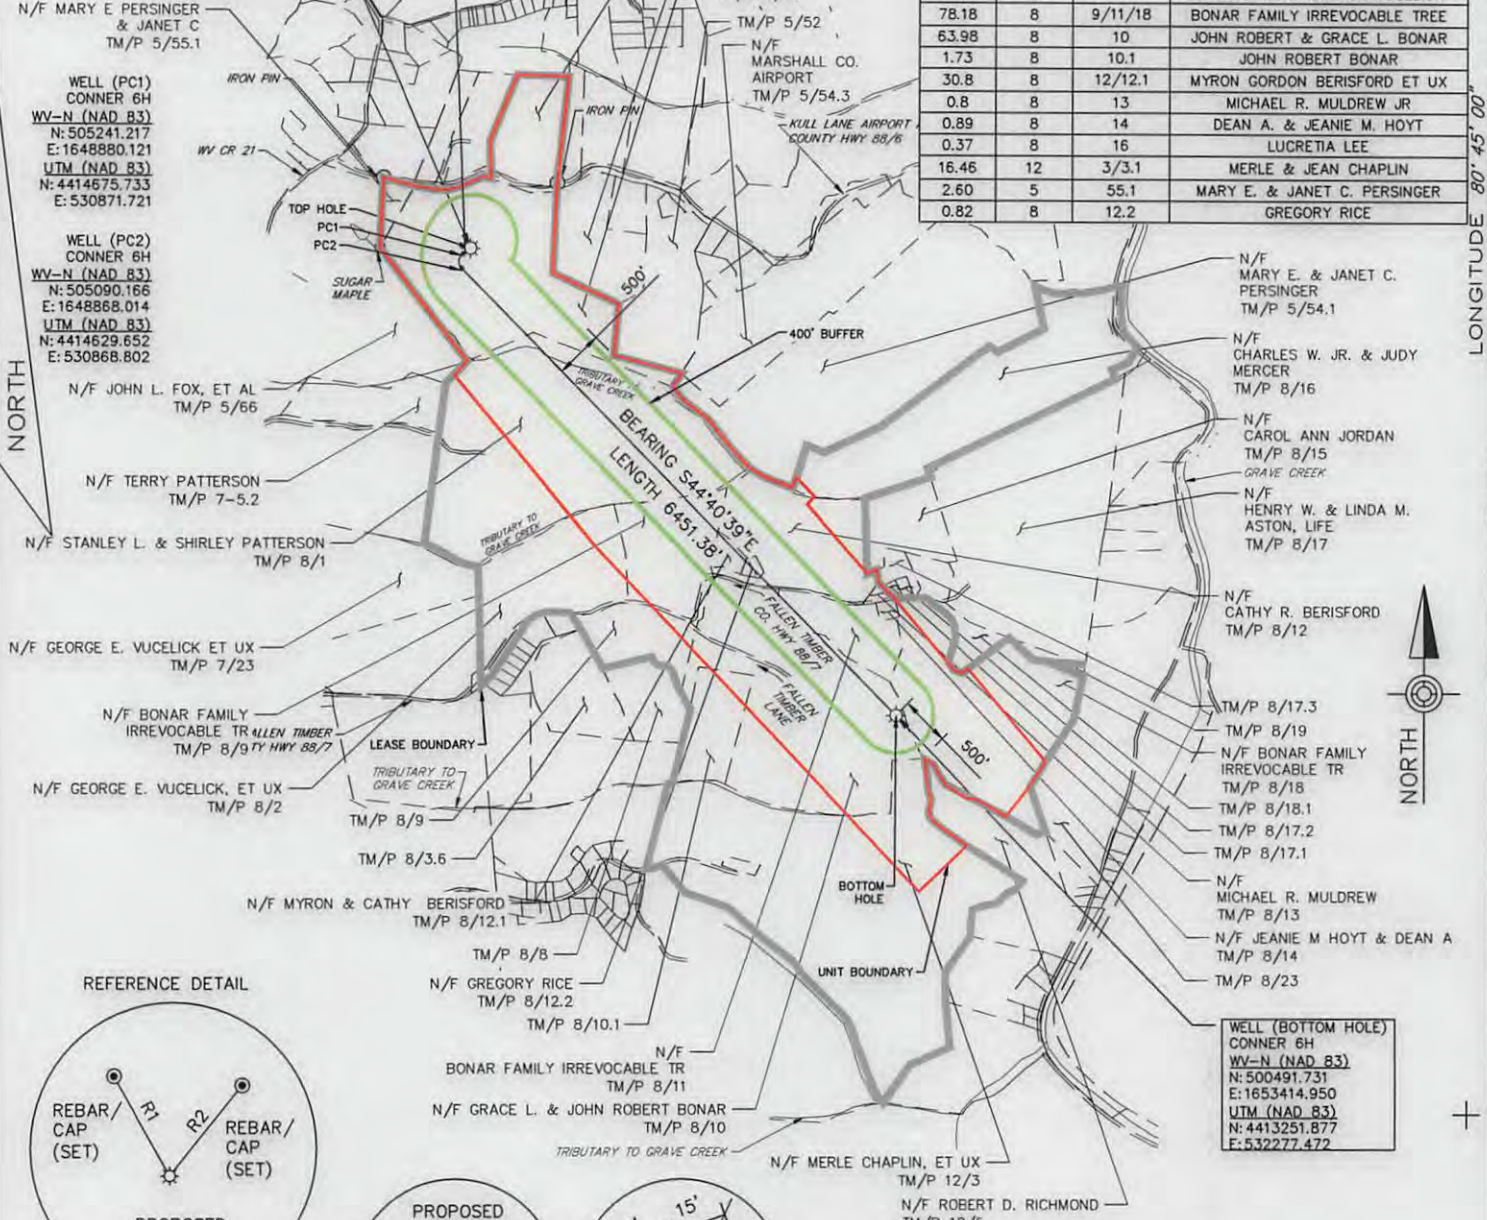 N/F MARY E PERSINGER
& JANET C
TM/P 5/55.1
WELL (PC1)
CONNER 6H
WV-N (NAD 83)
N: 505241.217
E: 1648880.121
UTM (NAD 83)
N: 4414675.733
E: 530871.721
WELL (PC2)
CONNER 6H
WV-N (NAD 83)
N: 505090.166
E: 1648868.014
UTM (NAD 83)
N: 4414629.652
E: 530868.802
NORTH
IRON PIN
WV CR 21
TOP HOLE
PC1
PC2
SUGAR
MAPLE
IRON PIN
TM/P 5/52
N/F
MARSHALL CO.
AIRPORT
TM/P 5/54.3
KULL LANE AIRPORT
COUNTY HWY 88/6
78.18 8 9/11/18 BONAR FAMILY IRREVOCABLE TREE
63.98 8 10 JOHN ROBERT & GRACE L. BONAR
1.73 8 10.1 JOHN ROBERT BONAR
30.8 8 12/12.1 MYRON GORDON BERISFORD ET UX
0.8 8 13 MICHAEL R. MULDREW JR
0.89 8 14 DEAN A. & JEANIE M. HOYT
0.37 8 16 LUCRETIA LEE
16.46 12 3/3.1 MERLE & JEAN CHAPLIN
2.60 5 55.1 MARY E. & JANET C. PERSINGER
0.82 8 12.2 GREGORY RICE
LONGITUDE 80° 45' 00"
500'
400' BUFFER
TRIBUTARY TO
GRAVE CREEK
BEARING S44°40'39"E
LENGTH 6451.38'
TRIBUTARY TO
GRAVE CREEK
FALLEN TIMBER
CO. HWY 88/7
FALLEN
TIMBER
LANE
500'
N/F JOHN L. FOX, ET AL
TM/P 5/66
N/F TERRY PATTERSON
TM/P 7-5.2
N/F STANLEY L. & SHIRLEY PATTERSON
TM/P 8/1
N/F GEORGE E. VUCELICK ET UX
TM/P 7/23
N/F BONAR FAMILY
IRREVOCABLE TR
TM/P 8/9
ALLEN TIMBER
TY HWY 88/7
LEASE BOUNDARY
N/F GEORGE E. VUCELICK, ET UX
TM/P 8/2
TRIBUTARY TO
GRAVE CREEK
TM/P 8/9
TM/P 8/3.6
N/F MYRON & CATHY BERISFORD
TM/P 8/12.1
TM/P 8/8
N/F GREGORY RICE
TM/P 8/12.2
TM/P 8/10.1
N/F
BONAR FAMILY IRREVOCABLE TR
TM/P 8/11
N/F GRACE L. & JOHN ROBERT BONAR
TM/P 8/10
TRIBUTARY TO GRAVE CREEK
N/F MERLE CHAPLIN, ET UX
TM/P 12/3
N/F ROBERT D. RICHMOND
BOTTOM
HOLE
UNIT BOUNDARY
N/F
MARY E. & JANET C.
PERSINGER
TM/P 5/54.1
N/F
CHARLES W. JR. & JUDY
MERCER
TM/P 8/16
N/F
CAROL ANN JORDAN
TM/P 8/15
GRAVE CREEK
N/F
HENRY W. & LINDA M.
ASTON, LIFE
TM/P 8/17
N/F
CATHY R. BERISFORD
TM/P 8/12
NORTH
TM/P 8/17.3
TM/P 8/19
N/F BONAR FAMILY
IRREVOCABLE TR
TM/P 8/18
TM/P 8/18.1
TM/P 8/17.2
TM/P 8/17.1
N/F
MICHAEL R. MULDREW
TM/P 8/13
N/F JEANIE M HOYT & DEAN A
TM/P 8/14
TM/P 8/23
WELL (BOTTOM HOLE)
CONNER 6H
WV-N (NAD 83)
N: 500491.731
E: 1653414.950
UTM (NAD 83)
N: 4413251.877
E: 532277.472
REFERENCE DETAIL
REBAR/
CAP
(SET)
R1
R2
REBAR/
CAP
(SET)
PROPOSED
PROPOSED
15'